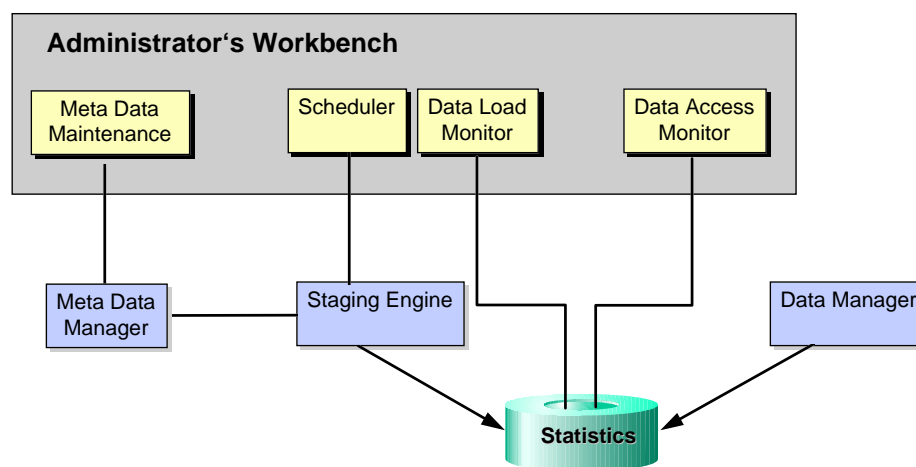 Administrator‘s Workbench
Meta Data
Maintenance
Scheduler
Data Load
Monitor
Data Access
Monitor
Meta Data
Manager
Staging Engine
Data Manager
Statistics